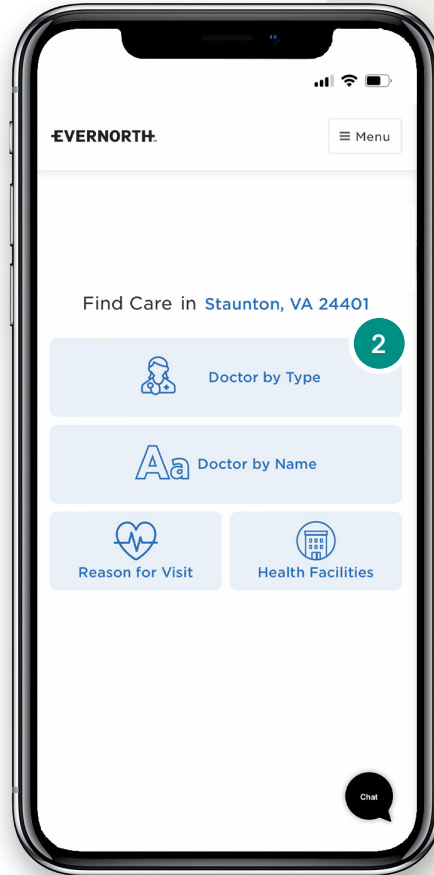 EVERNORTH.
Menu
Find Care in Staunton, VA 24401
2
Doctor by Type
Aa Doctor by Name
Reason for Visit
Health Facilities
Chat